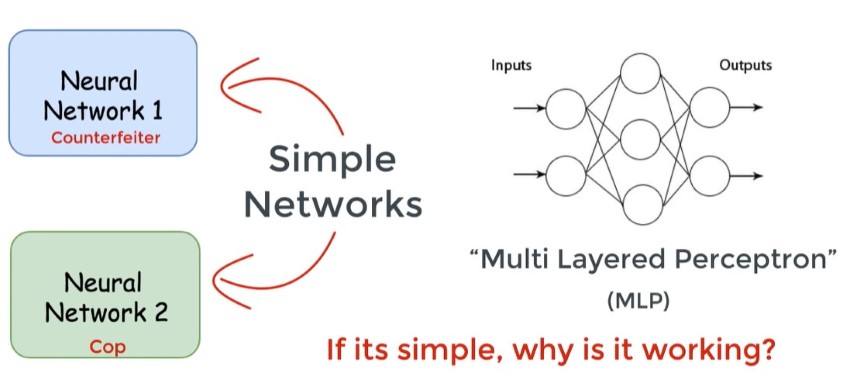 Neural
Network 1
Counterfeiter
Simple
Networks
Neural
Network 2
Cop
Inputs
Outputs
“Multi Layered Perceptron”
(MLP)
If its simple, why is it working?